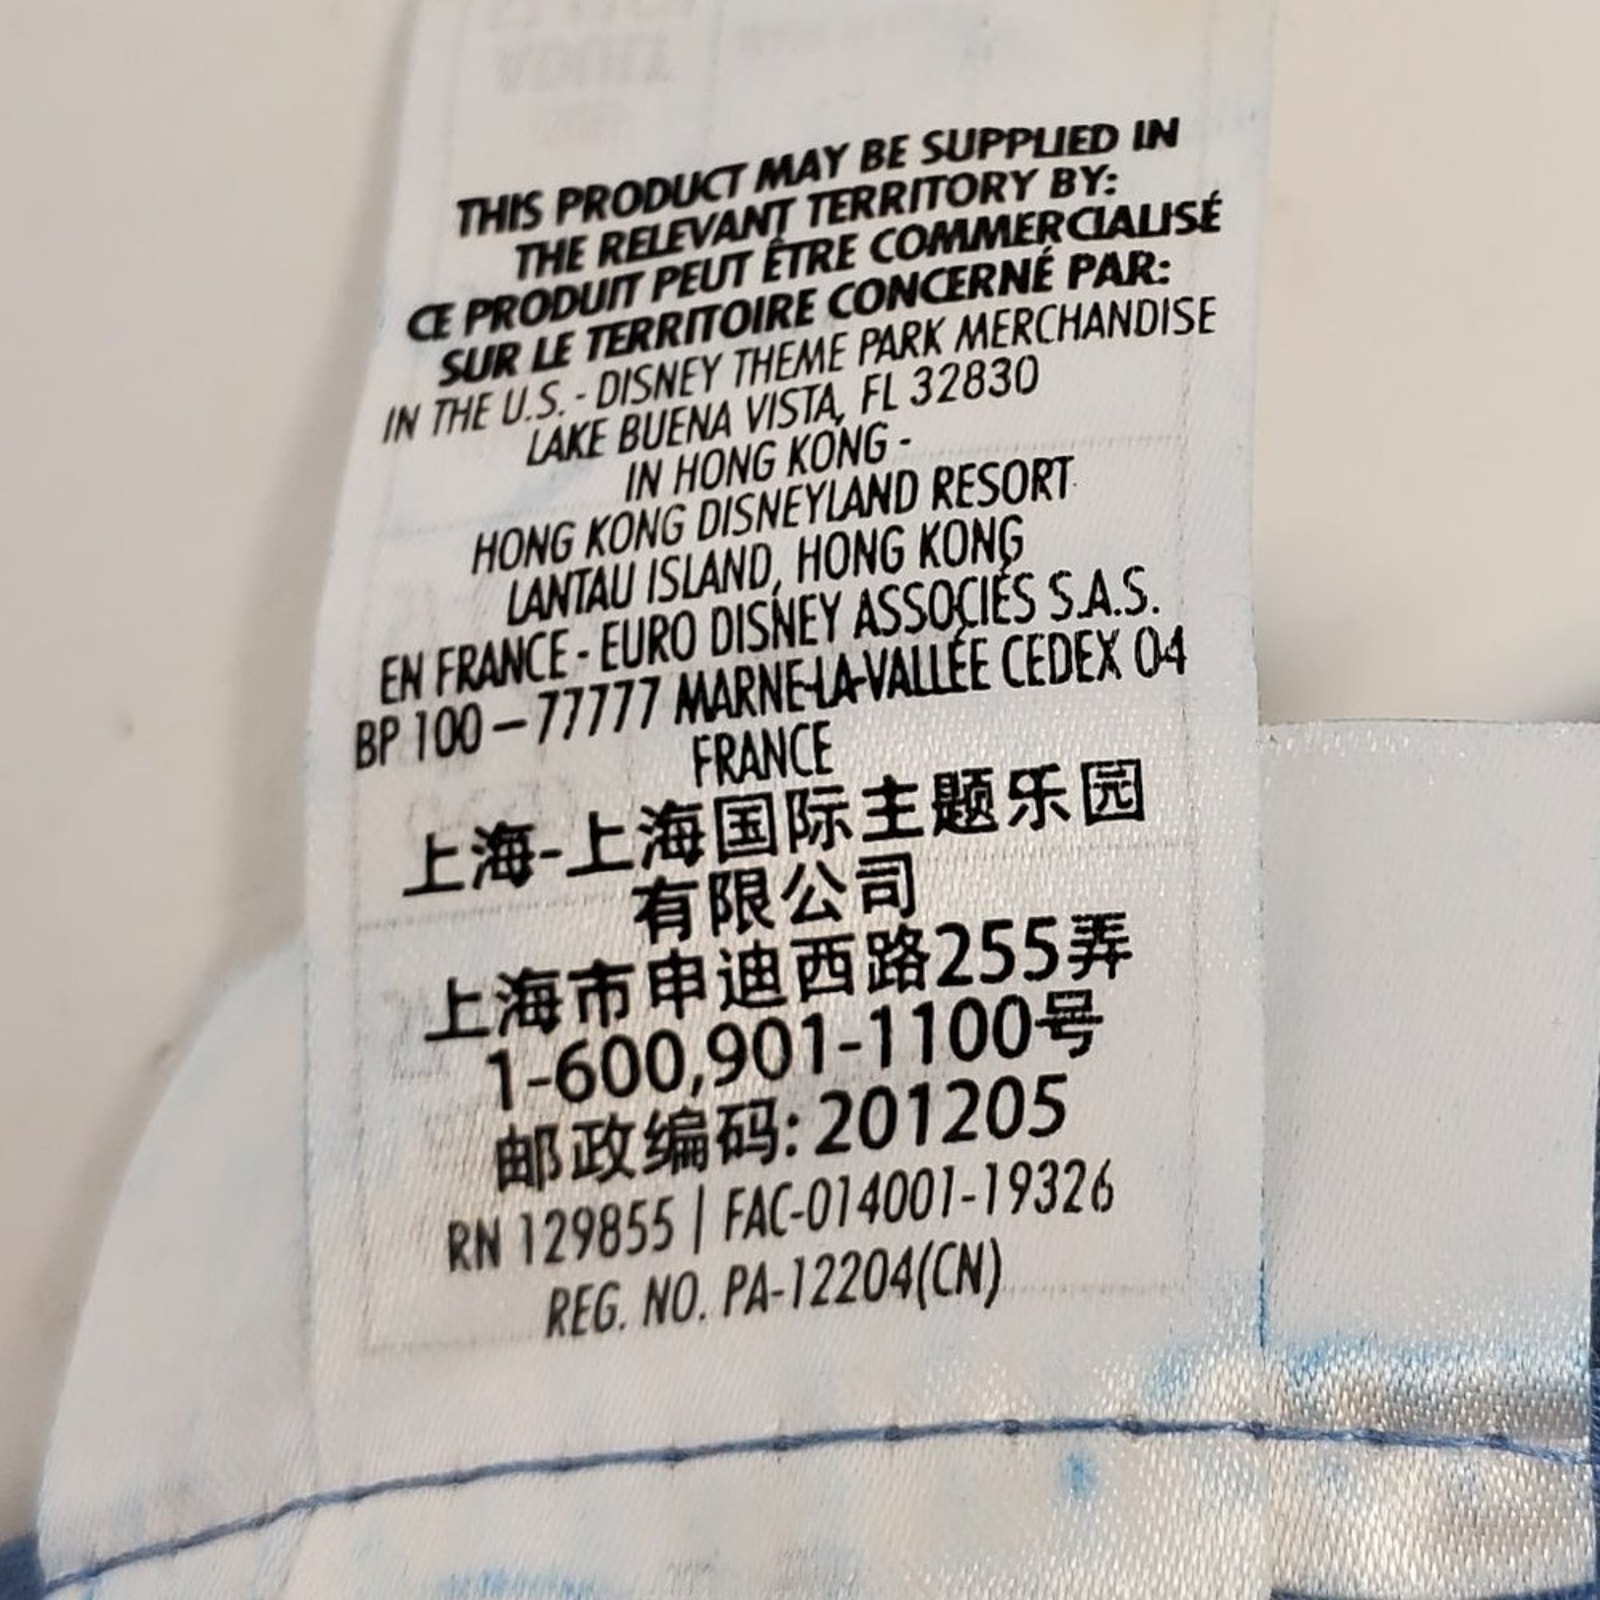 THIS PRODUCT MAY BE SUPPLIED IN
THE RELEVANT TERRITORY BY:
CE PRODUIT PEUT ÊTRE COMMERCIALISÉ
SUR LE TERRITOIRE CONCERNÉ PAR:
IN THE U.S. - DISNEY THEME PARK MERCHANDISE
LAKE BUENA VISTA, FL 32830
IN HONG KONG -
HONG KONG DISNEYLAND RESORT
LANTAU ISLAND, HONG KONG
EN FRANCE - EURO DISNEY ASSOCIÉS S.A.S.
BP 100 – 77777 MARNE-LA-VALLÉE CEDEX 04
FRANCE
上海-上海国际主题乐园
有限公司
上海市申迪西路255弄
1-600,901-1100号
邮政编码: 201205
RN 129855 | FAC-014001-19326
REG. NO. PA-12204(CN)